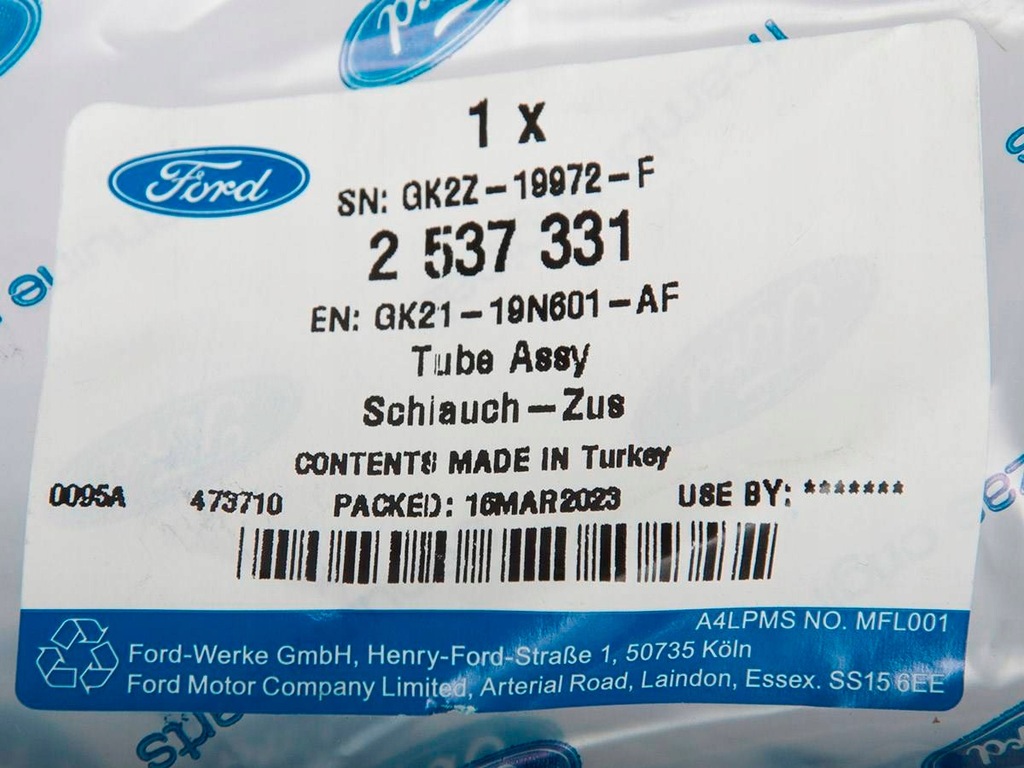 Ford
1 x
Ford
SN: GK2Z-19972-F
2 537 331
EN: GK21-19N601-AF
Tube Assy
Schlauch-Zus
CONTENTS MADE IN Turkey
0095A 473710 PACKED: 16MAR2023 USE BY: *******
A4LPMS NO. MFL001
Ford-Werke GmbH, Henry-Ford-Straße 1, 50735 Köln
Ford Motor Company Limited, Arterial Road, Laindon, Essex. SS15 6EE